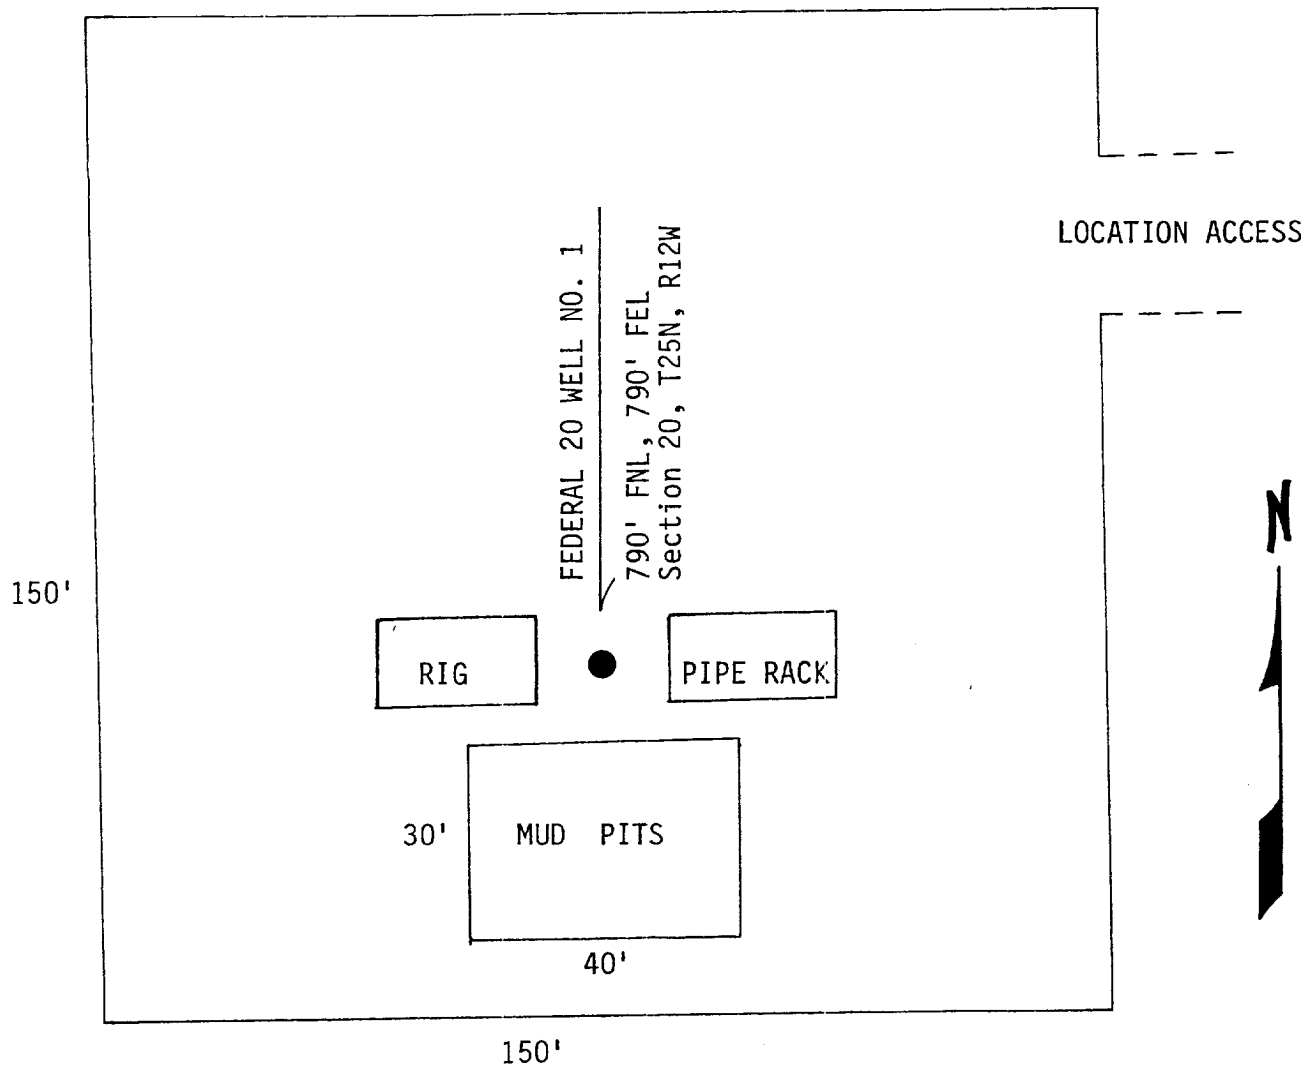 LOCATION ACCESS
FEDERAL 20 WELL NO. 1
790' FNL, 790' FEL
Section 20, T25N, R12W
N
150'
RIG
PIPE RACK
30'
MUD PITS
40'
150'